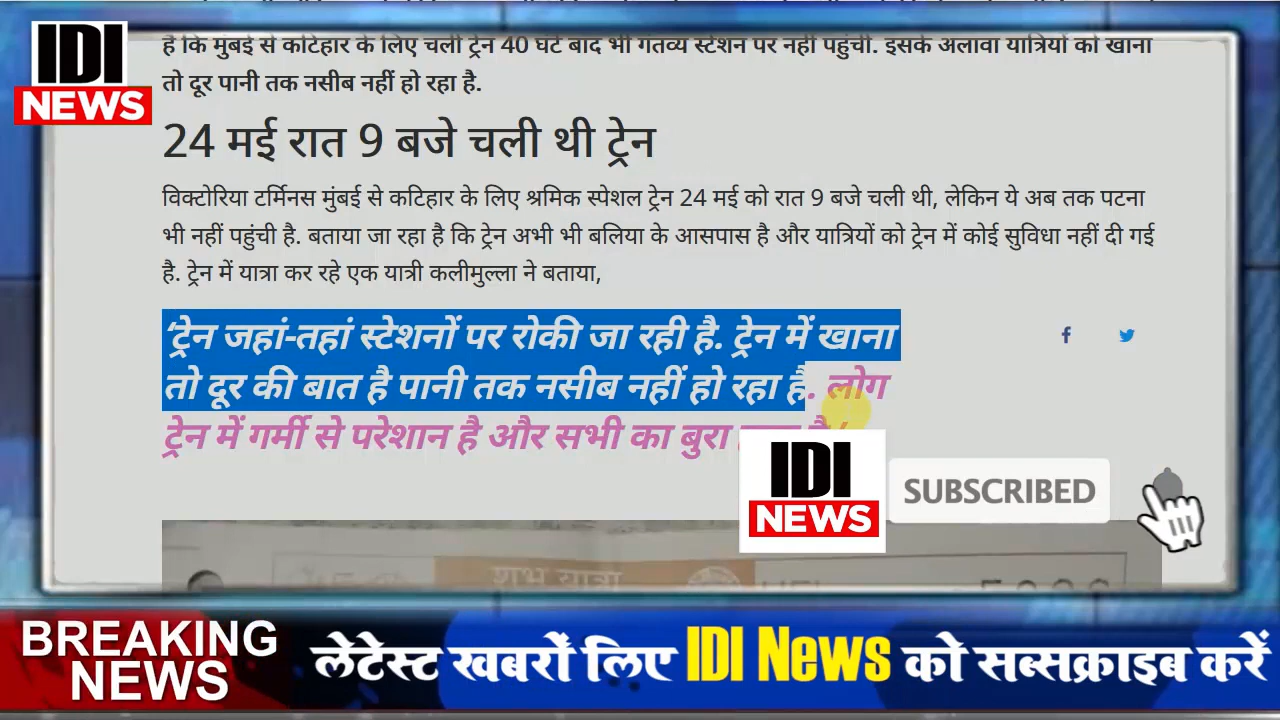 IDI
NEWS
है कि मुंबई से कटिहार के लिए चली ट्रेन 40 घंटे बाद भी गंतव्य स्टेशन पर नहीं पहुंची. इसके अलावा यात्रियों को खाना
तो दूर पानी तक नसीब नहीं हो रहा है.
24 मई रात 9 बजे चली थी ट्रेन
विक्टोरिया टर्मिनस मुंबई से कटिहार के लिए श्रमिक स्पेशल ट्रेन 24 मई को रात 9 बजे चली थी, लेकिन ये अब तक पटना
भी नहीं पहुंची है. बताया जा रहा है कि ट्रेन अभी भी बलिया के आसपास है और यात्रियों को ट्रेन में कोई सुविधा नहीं दी गई
है. ट्रेन में यात्रा कर रहे एक यात्री कलीमुल्ला ने बताया,
‘ट्रेन जहां-तहां स्टेशनों पर रोकी जा रही है. ट्रेन में खाना
तो दूर की बात है पानी तक नसीब नहीं हो रहा है. लोग
ट्रेन में गर्मी से परेशान है और सभी का बुरा
IDI
NEWS
SUBSCRIBED
शुभ यात्रा
BREAKING
NEWS
लेटेस्ट खबरों लिए IDI News को सब्सक्राइब करें